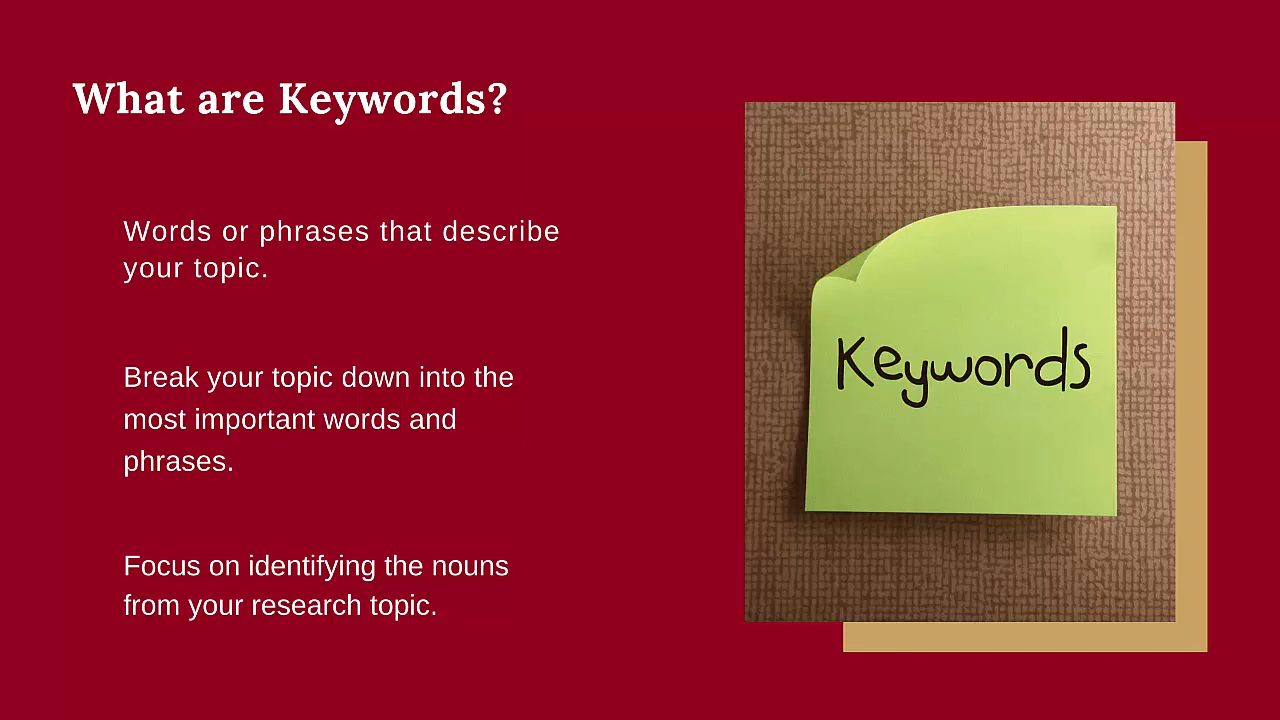 What are Keywords?
Words or phrases that describe
your topic.
Break your topic down into the
most important words and
phrases.
Focus on identifying the nouns
from your research topic.
Keywords